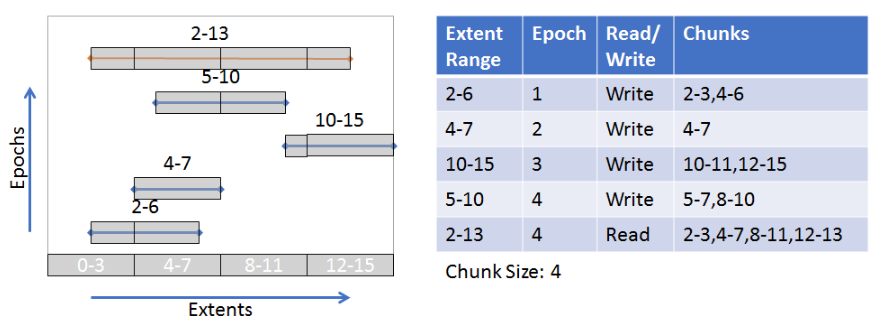 2-13
5-10
10-15
4-7
2-6
0-3 4-7 8-11 12-15
Epochs
Extents
Extent Range Epoch Read/ Write Chunks
2-6 1 Write 2-3,4-6
4-7 2 Write 4-7
10-15 3 Write 10-11,12-15
5-10 4 Write 5-7,8-10
2-13 4 Read 2-3,4-7,8-11,12-13
Chunk Size: 4